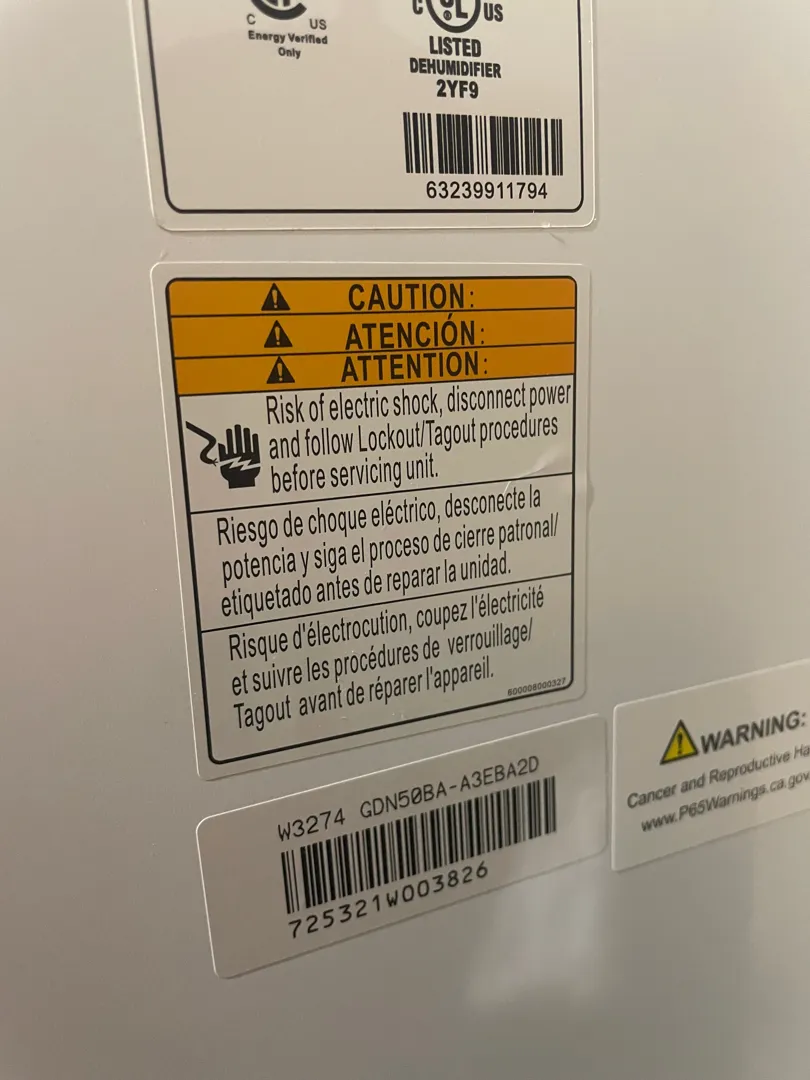 C US
Energy Verified
Only
C UL US
LISTED
DEHUMIDIFIER
2YF9
63239911794
CAUTION:
ATENCIÓN:
ATTENTION:
Risk of electric shock, disconnect power
and follow Lockout/Tagout procedures
before servicing unit.
Riesgo de choque eléctrico, desconecte la
potencia y siga el proceso de cierre patronal/
etiquetado antes de reparar la unidad.
Risque d'électrocution, coupez l'électricité
et suivre les procédures de verrouillage/
Tagout avant de réparer l'appareil.
600008000327
W3274 GDN50BA-A3EBA2D
725321W003826
WARNING:
Cancer and Reproductive Ha
www.P65Warnings.ca.gov